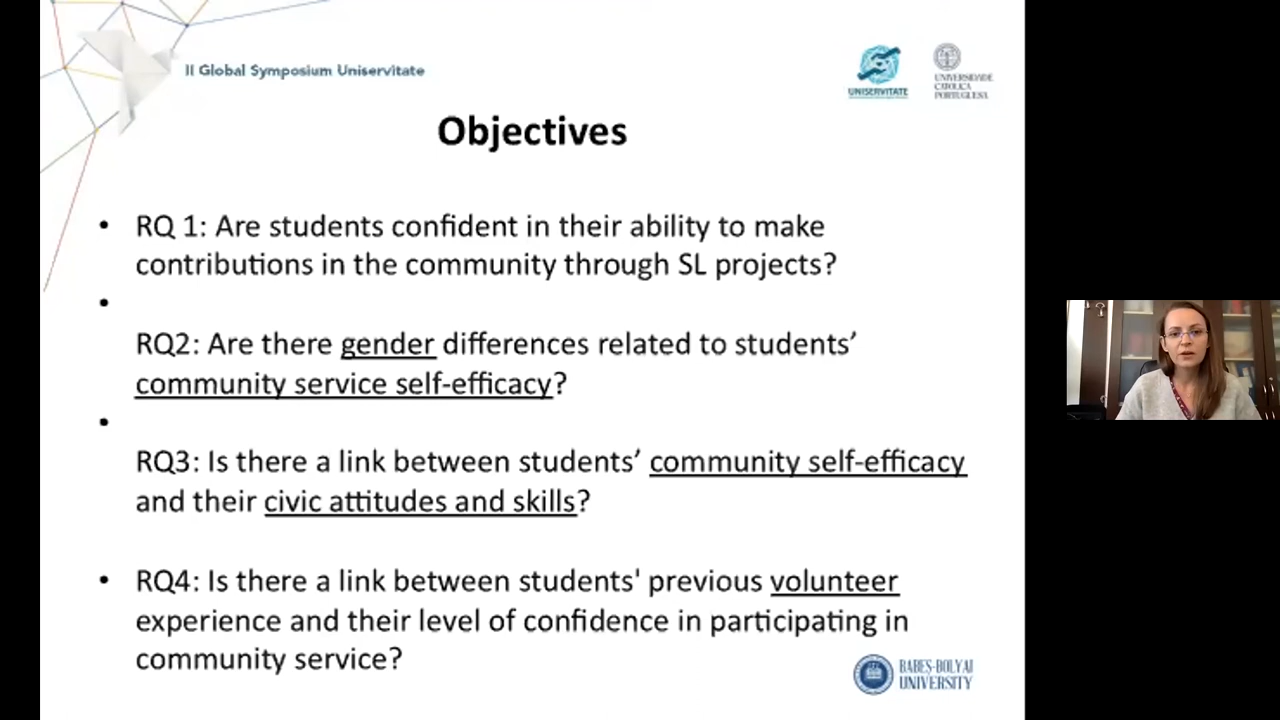 II Global Symposium Uniservitate
UNISERVITATE
UNIVERSIDADE
CATOLICA
PORTUGUESA
Objectives
• RQ 1: Are students confident in their ability to make
contributions in the community through SL projects?
•
RQ2: Are there gender differences related to students’
community service self-efficacy?
•
RQ3: Is there a link between students’ community self-efficacy
and their civic attitudes and skills?
• RQ4: Is there a link between students' previous volunteer
experience and their level of confidence in participating in
community service?
BABEȘ-BOLYAI
UNIVERSITY